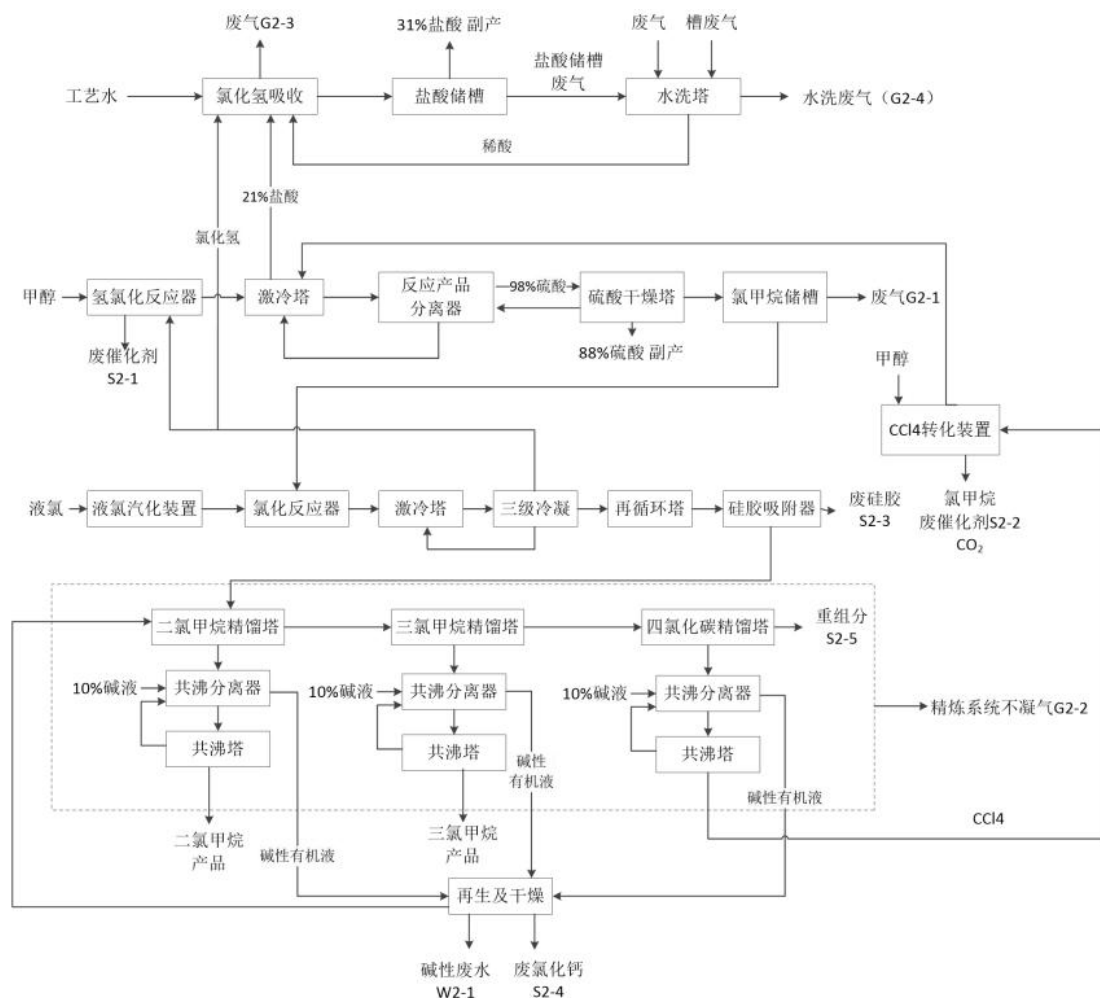 废气G2-3
31%盐酸 副产
废气
槽废气
工艺水
氯化氢吸收
盐酸储槽
盐酸储槽
废气
水洗塔
水洗废气（G2-4）
稀酸
21%盐酸
氯化氢
甲醇
氢氯化反应器
激冷塔
反应产品
分离器
98%硫酸
硫酸干燥塔
氯甲烷储槽
废气G2-1
废催化剂
S2-1
88%硫酸 副产
甲醇
CCl4转化装置
氯甲烷
废催化剂S2-2
CO₂
液氯
液氯汽化装置
氯化反应器
激冷塔
三级冷凝
再循环塔
硅胶吸附器
废硅胶
S2-3
二氯甲烷精馏塔
三氯甲烷精馏塔
四氯化碳精馏塔
重组分
S2-5
10%碱液
共沸分离器
10%碱液
共沸分离器
10%碱液
共沸分离器
精炼系统不凝气G2-2
共沸塔
共沸塔
共沸塔
碱性
有机液
碱性有机液
CCl4
二氯甲烷
产品
碱性有机液
三氯甲烷
产品
再生及干燥
碱性废水
W2-1
废氯化钙
S2-4